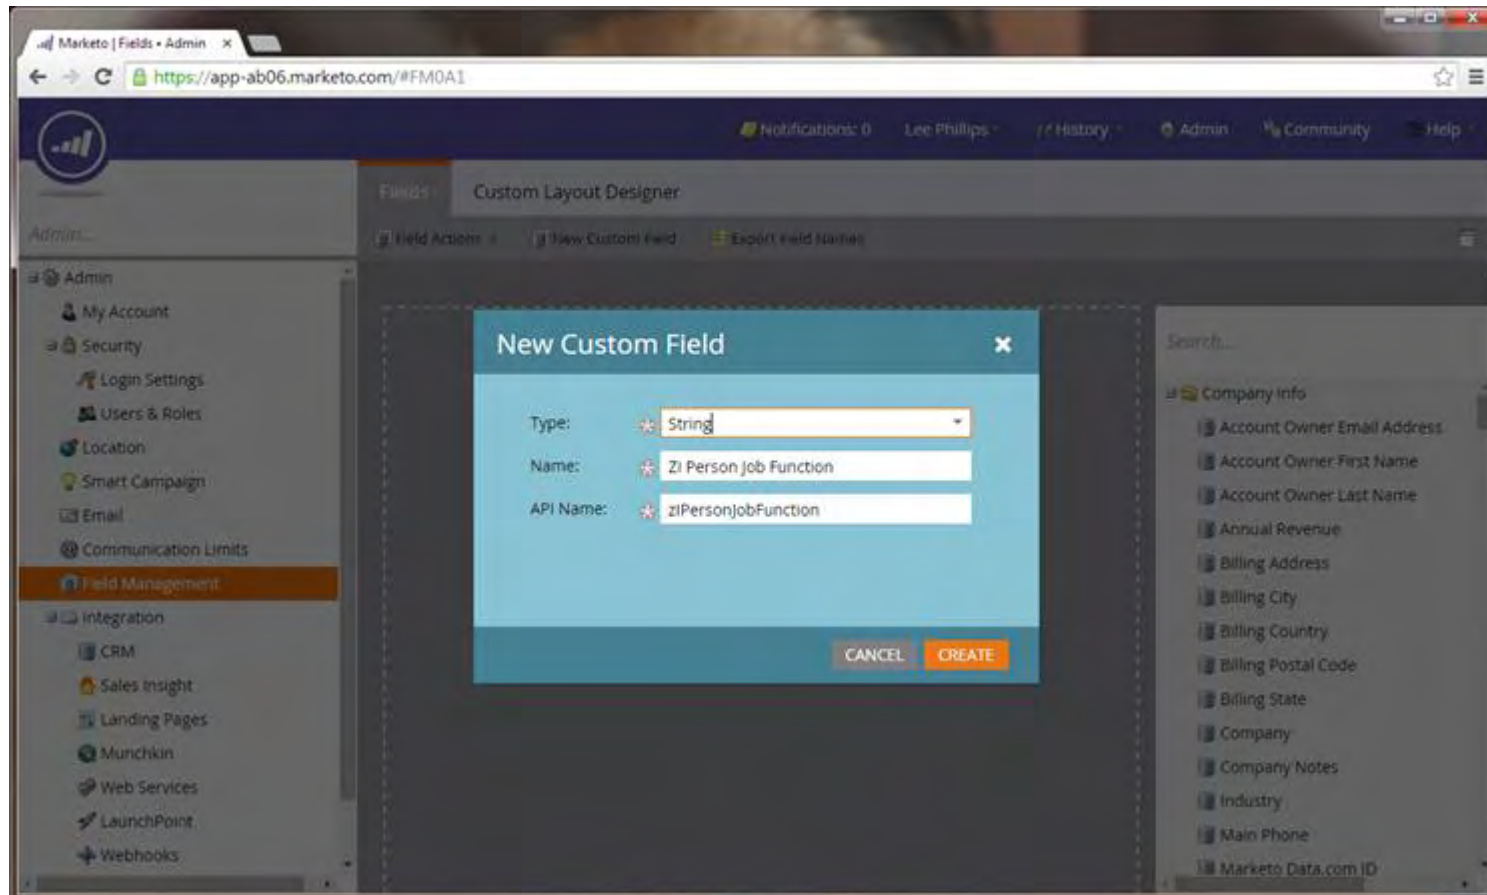 Marketo | Fields • Admin
https://app-ab06.marketo.com/#FM0A1
Notifications: 0 Lee Phillips History Admin Community Help
Fields Custom Layout Designer
Admin...
Field Actions New Custom Field Export Field Names
Admin
My Account
Security
Login Settings
Users & Roles
Location
Smart Campaign
Email
Communication Limits
Field Management
Integration
CRM
Sales Insight
Landing Pages
Munchkin
Web Services
LaunchPoint
Webhooks
New Custom Field
Type: String
Name: ZI Person Job Function
API Name: zIPersonJobFunction
CANCEL CREATE
Search...
Company Info
Account Owner Email Address
Account Owner First Name
Account Owner Last Name
Annual Revenue
Billing Address
Billing City
Billing Country
Billing Postal Code
Billing State
Company
Company Notes
Industry
Main Phone
Marketo Data.com ID